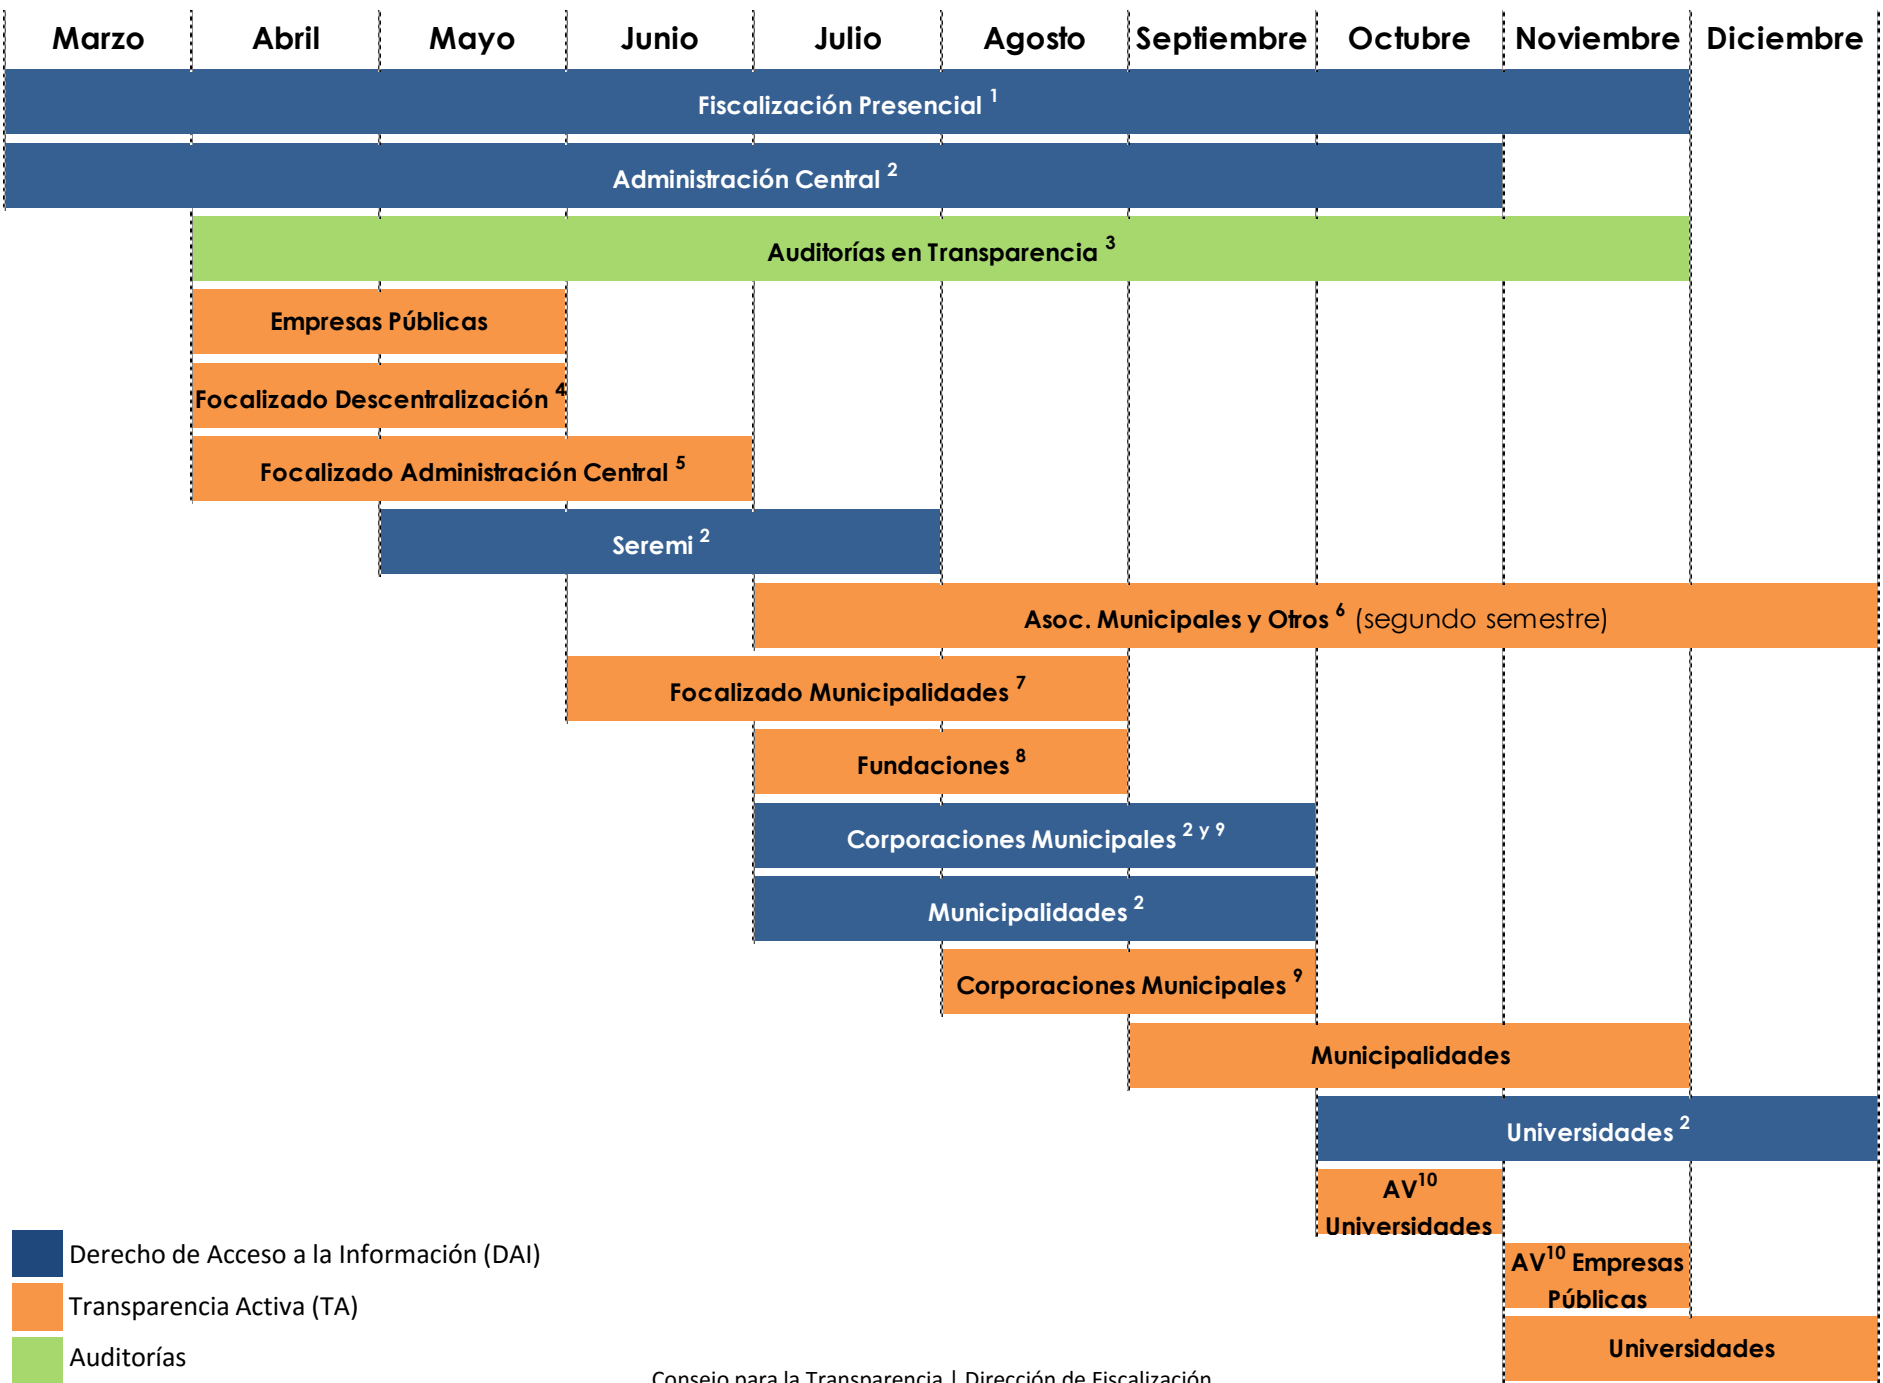 Marzo Abril Mayo Junio Julio Agosto Septiembre Octubre Noviembre Diciembre
Fiscalización Presencial 1
Administración Central 2
Auditorías en Transparencia 3
Empresas Públicas
Focalizado Descentralización 4
Focalizado Administración Central 5
Seremi 2
Asoc. Municipales y Otros 6 (segundo semestre)
Focalizado Municipalidades 7
Fundaciones 8
Corporaciones Municipales 2 y 9
Municipalidades 2
Corporaciones Municipales 9
Municipalidades
Universidades 2
AV10
Universidades
AV10 Empresas
Públicas
Universidades
Derecho de Acceso a la Información (DAI)
Transparencia Activa (TA)
Auditorías
Consejo para la Transparencia | Dirección de Fiscalización